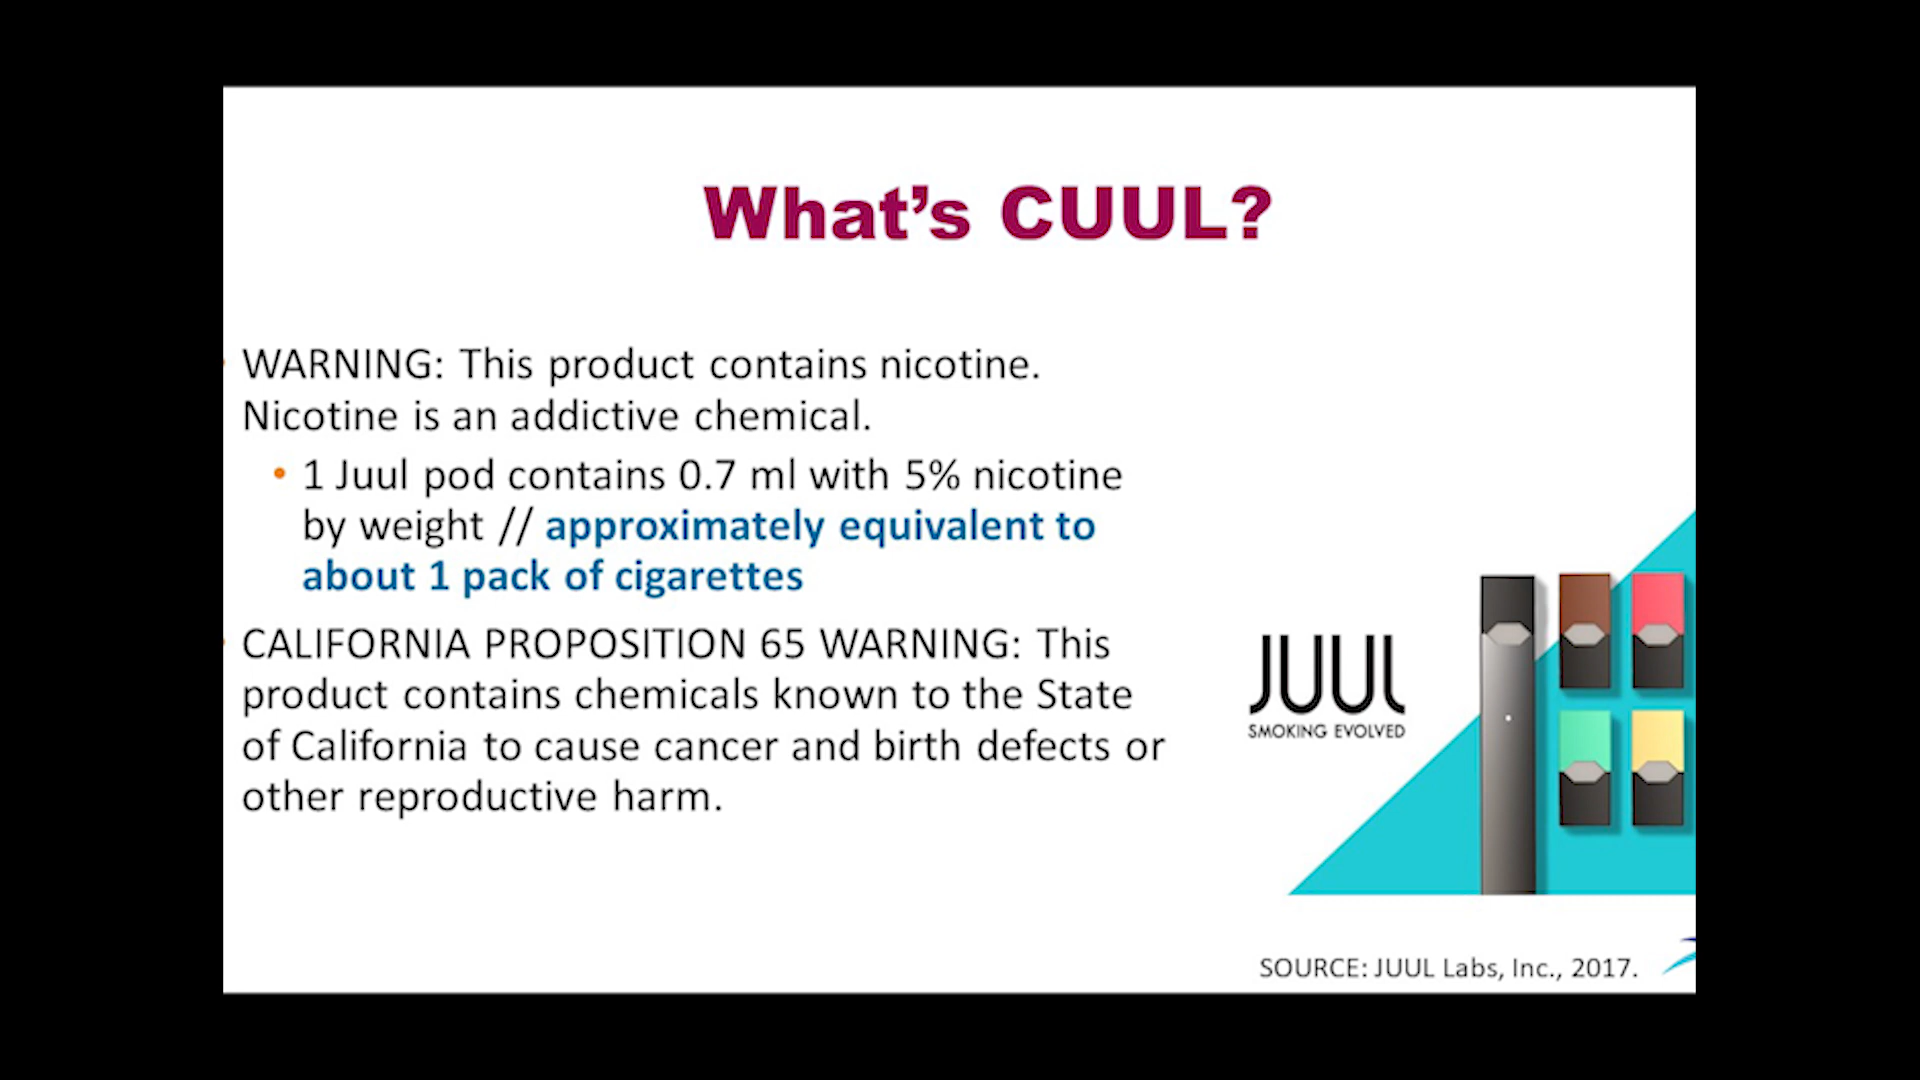 What's CUUL?
WARNING: This product contains nicotine.
Nicotine is an addictive chemical.
• 1 Juul pod contains 0.7 ml with 5% nicotine
by weight // approximately equivalent to
about 1 pack of cigarettes
CALIFORNIA PROPOSITION 65 WARNING: This
product contains chemicals known to the State
of California to cause cancer and birth defects or
other reproductive harm.
JUUL
SMOKING EVOLVED
SOURCE: JUUL Labs, Inc., 2017.